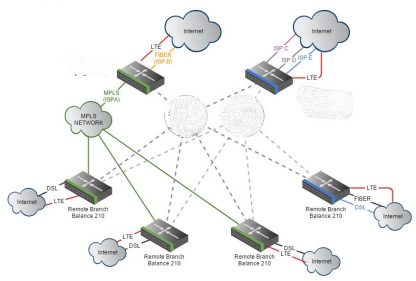 Internet
LTE
FIBER
(ISP B)
MPLS
(ISPA)
MPLS
NETWORK
Internet
ISP C
ISP D
ISP E
LTE
DSL
LTE
Internet
Remote Branch
Balance 210
LTE
DSL
Internet
Remote Branch
Balance 210
DSL
LTE
Internet
Remote Branch
Balance 210
LTE
FIBER
DSL
Internet
Remote Branch
Balance 210